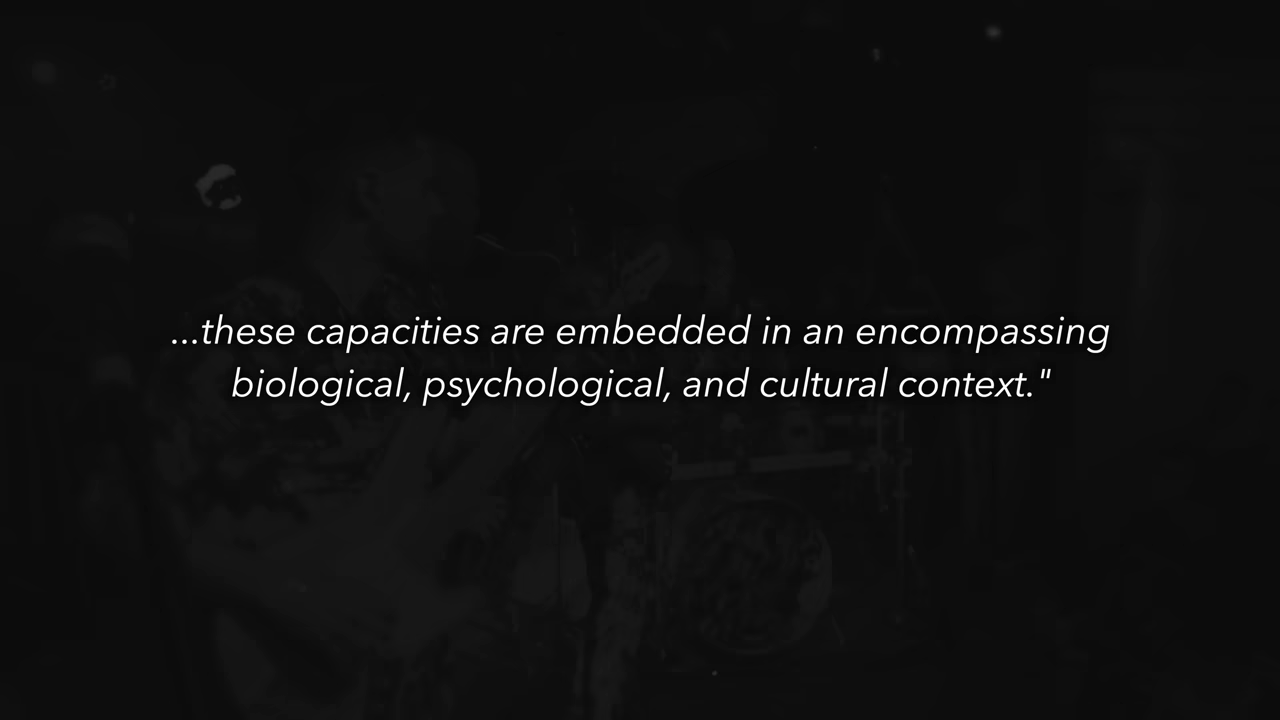 ...these capacities are embedded in an encompassing
biological, psychological, and cultural context."